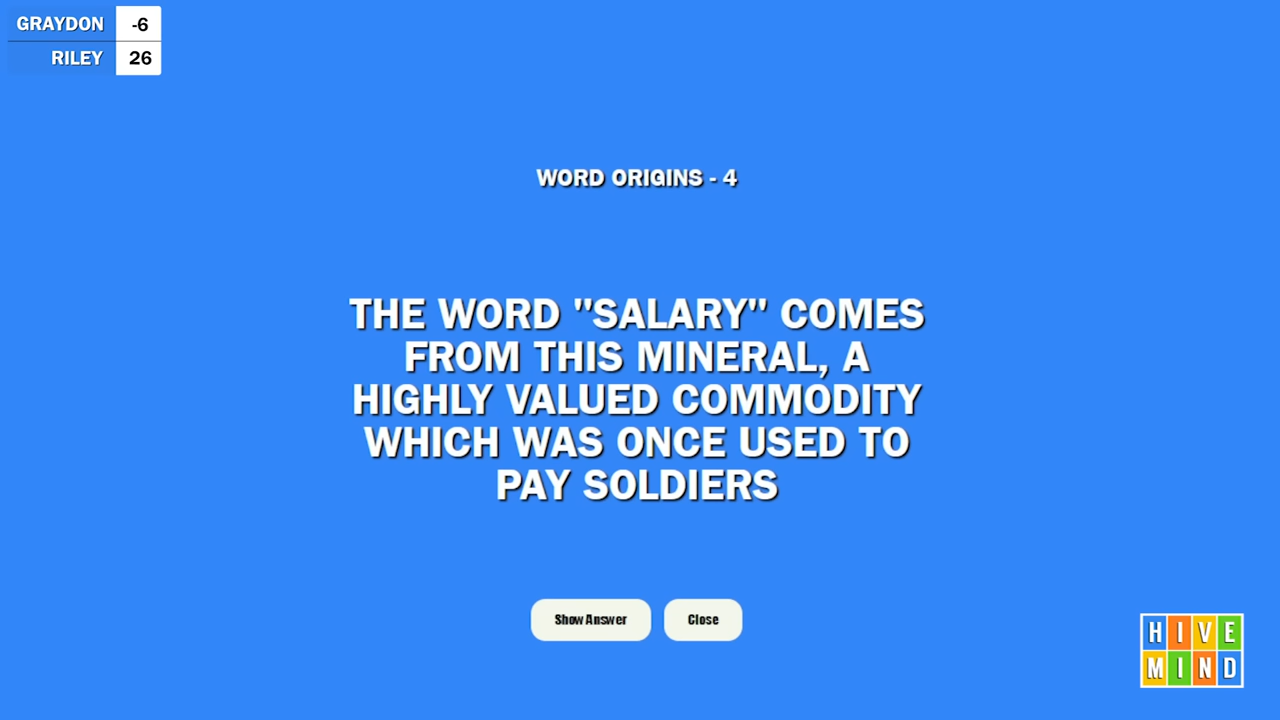 GRAYDON -6
RILEY 26
WORD ORIGINS - 4
THE WORD "SALARY" COMES
FROM THIS MINERAL, A
HIGHLY VALUED COMMODITY
WHICH WAS ONCE USED TO
PAY SOLDIERS
Show Answer Close
HIVE
MIND